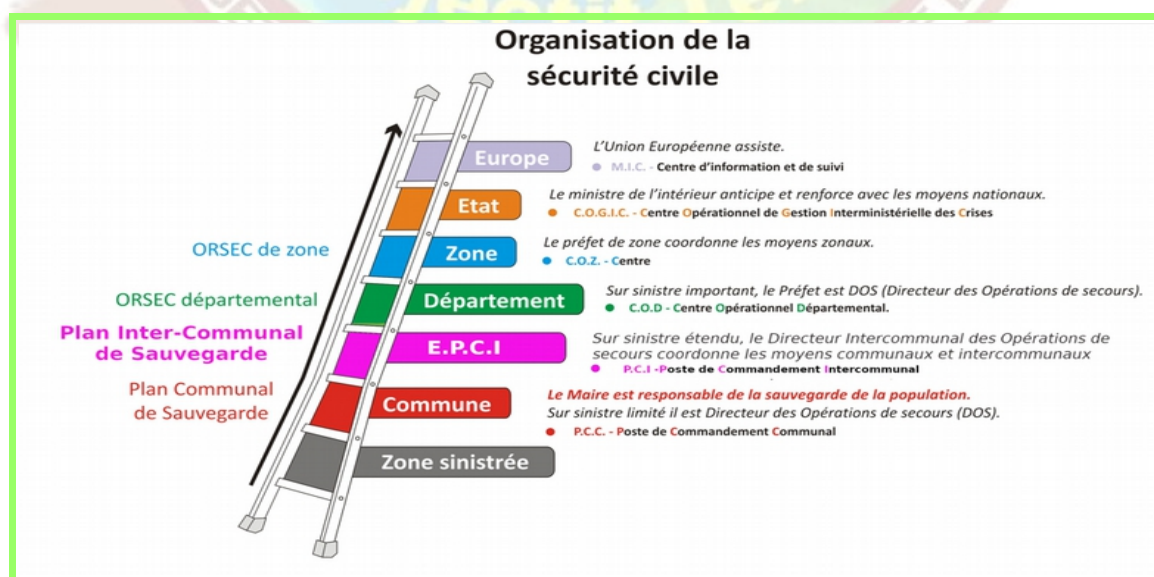 Organisation de la
sécurité civile
Europe
L'Union Européenne assiste.
M.I.C. - Centre d'information et de suivi
Etat
Le ministre de l'intérieur anticipe et renforce avec les moyens nationaux.
C.O.G.I.C. - Centre Opérationnel de Gestion Interministérielle des Crises
ORSEC de zone
Zone
Le préfet de zone coordonne les moyens zonaux.
C.O.Z. - Centre
ORSEC départemental
Département
Sur sinistre important, le Préfet est DOS (Directeur des Opérations de secours).
C.O.D - Centre Opérationnel Départemental.
Plan Inter-Communal
de Sauvegarde
E.P.C.I
Sur sinistre étendu, le Directeur Intercommunal des Opérations de
secours coordonne les moyens communaux et intercommunaux
P.C.I -Poste de Commandement Intercommunal
Plan Communal
de Sauvegarde
Commune
Le Maire est responsable de la sauvegarde de la population.
Sur sinistre limité il est Directeur des Opérations de secours (DOS).
P.C.C. - Poste de Commandement Communal
Zone sinistrée